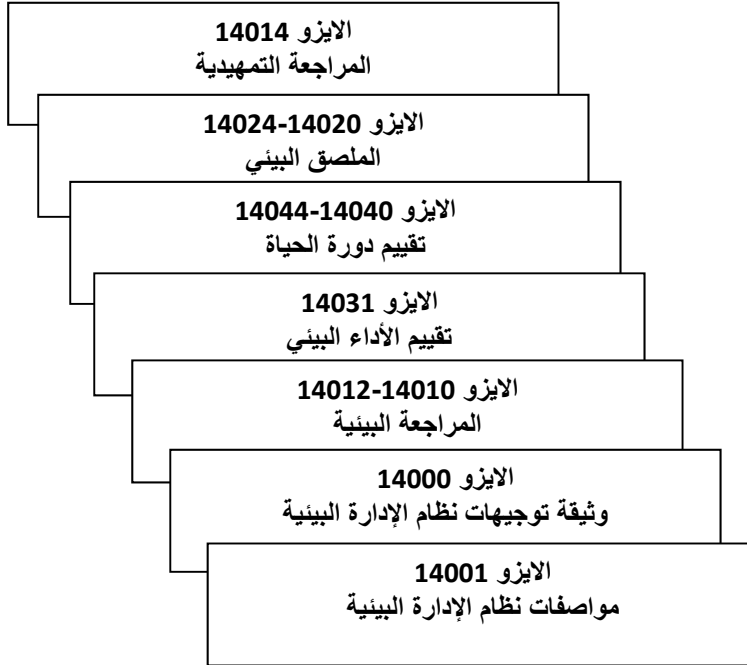 الايزو 14014
المراجعة التمهيدية
الايزو 14020-14024
الملصق البيئي
الايزو 14040-14044
تقييم دورة الحياة
الايزو 14031
تقييم الأداء البيئي
الايزو 14010-14012
المراجعة البيئية
الايزو 14000
وثيقة توجيهات نظام الإدارة البيئية
الايزو 14001
مواصفات نظام الإدارة البيئية